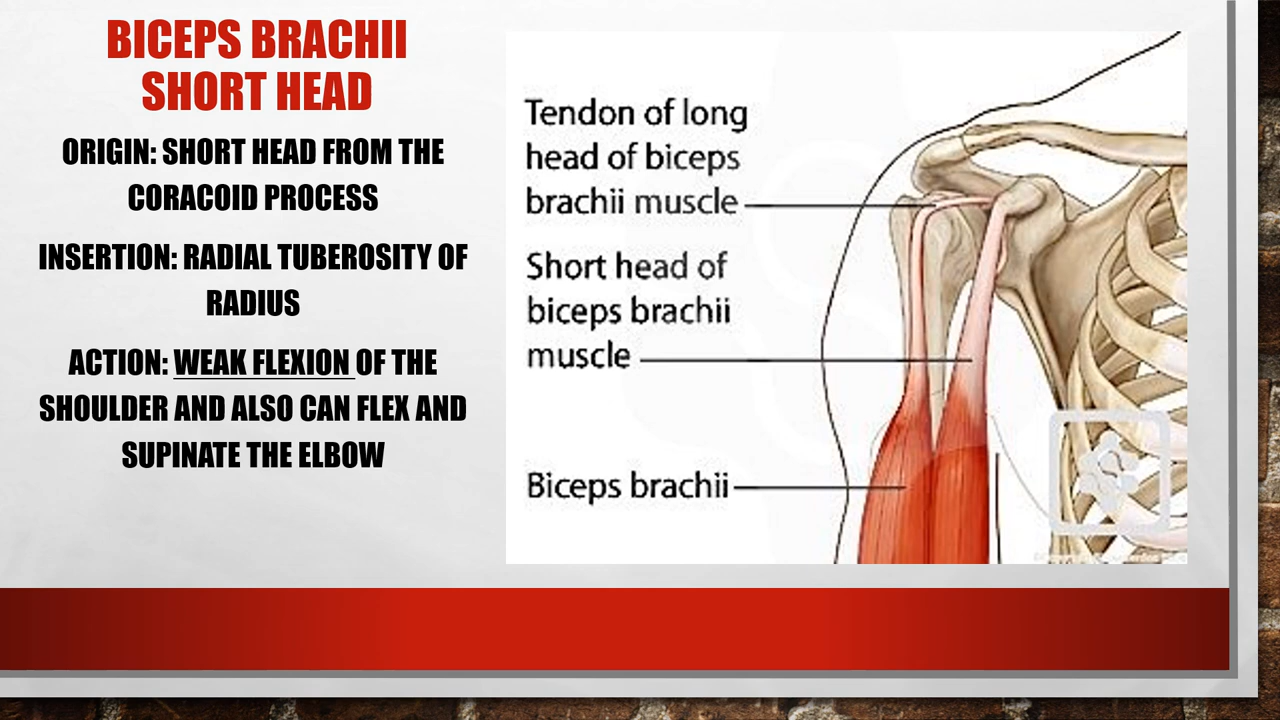 BICEPS BRACHII
SHORT HEAD
ORIGIN: SHORT HEAD FROM THE
CORACOID PROCESS
INSERTION: RADIAL TUBEROSITY OF
RADIUS
ACTION: WEAK FLEXION OF THE
SHOULDER AND ALSO CAN FLEX AND
SUPINATE THE ELBOW
Tendon of long
head of biceps
brachii muscle
Short head of
biceps brachii
muscle
Biceps brachii